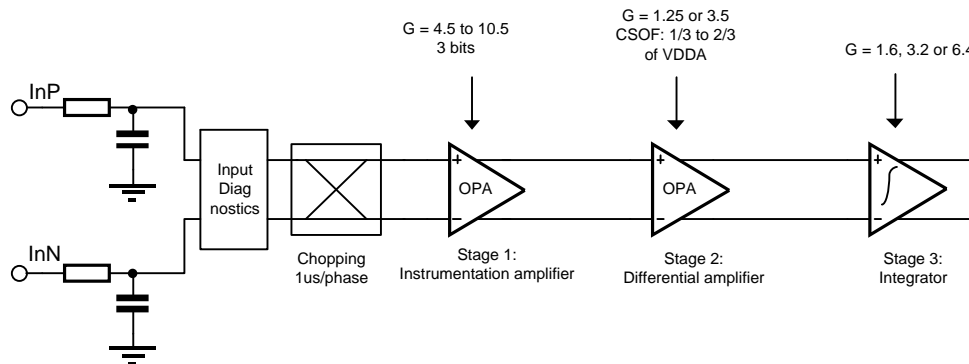 G = 4.5 to 10.5
3 bits
G = 1.25 or 3.5
CSOF: 1/3 to 2/3
of VDDA
G = 1.6, 3.2 or 6.4
InP
InN
Input
Diag
nostics
Chopping
1us/phase
+
OPA
−
Stage 1:
Instrumentation amplifier
+
OPA
−
Stage 2:
Differential amplifier
+
∫
−
Stage 3:
Integrator